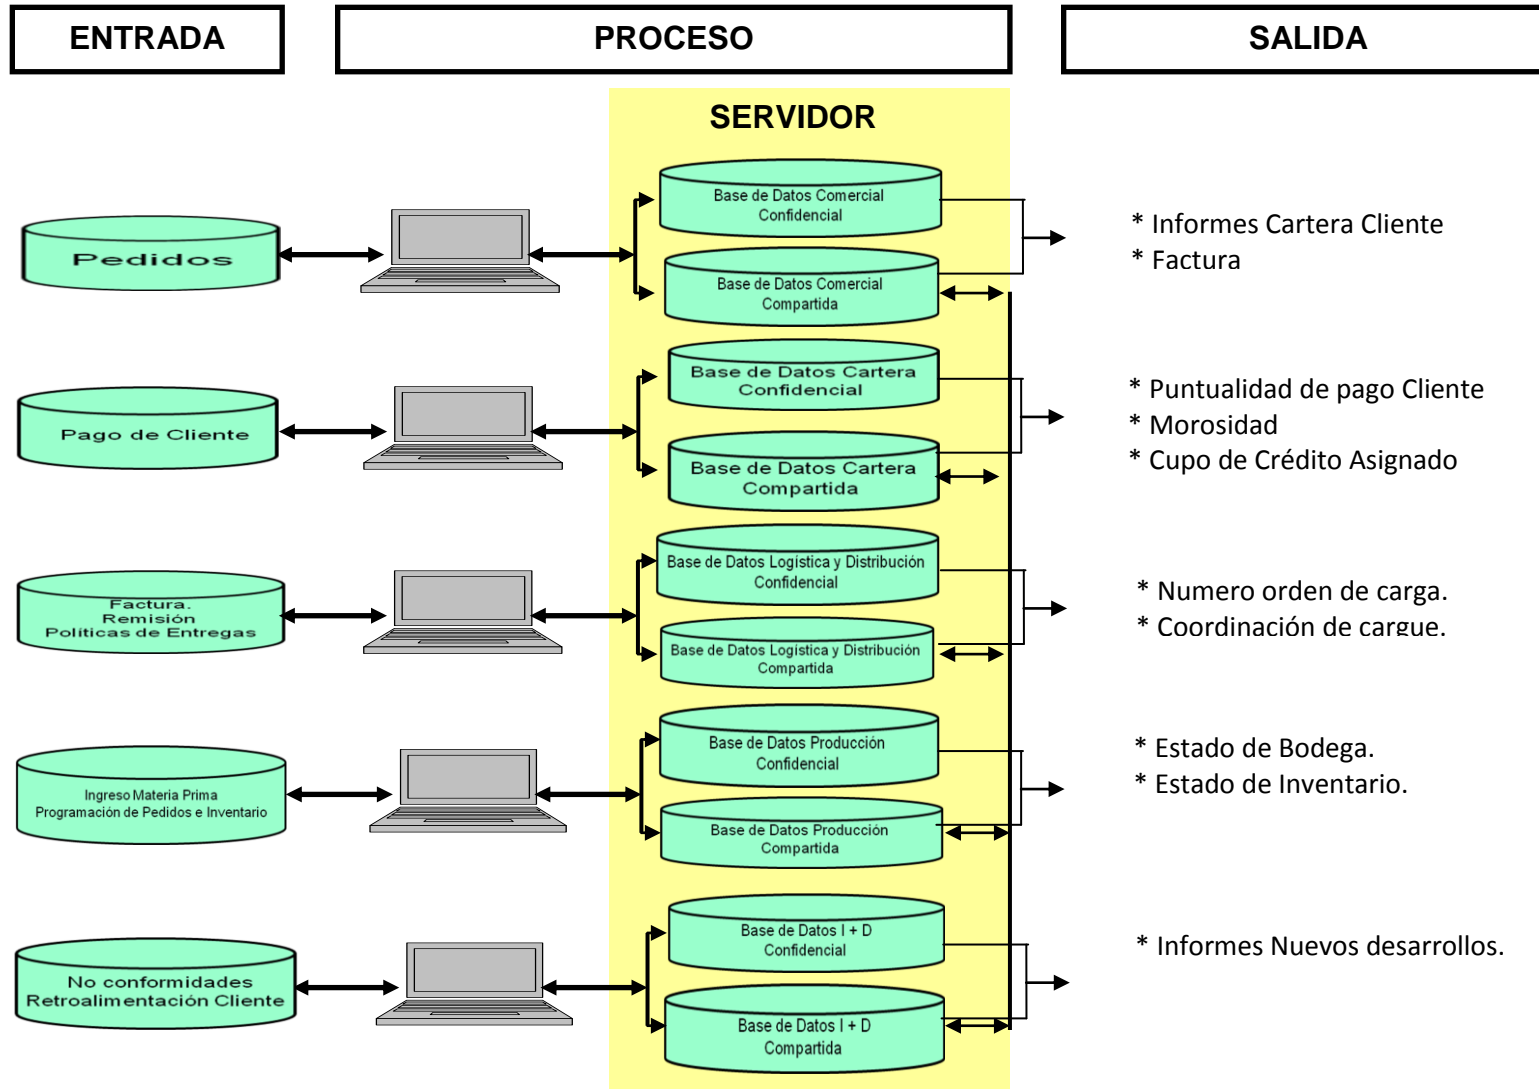 ENTRADA
PROCESO
SALIDA
SERVIDOR
Pedidos
Base de Datos Comercial
Confidencial
Base de Datos Comercial
Compartida
* Informes Cartera Cliente
* Factura
Pago de Cliente
Base de Datos Cartera
Confidencial
Base de Datos Cartera
Compartida
* Puntualidad de pago Cliente
* Morosidad
* Cupo de Crédito Asignado
Factura.
Remisión
Políticas de Entregas
Base de Datos Logística y Distribución
Confidencial
Base de Datos Logística y Distribución
Compartida
* Numero orden de carga.
* Coordinación de cargue.
Ingreso Materia Prima
Programación de Pedidos e Inventario
Base de Datos Producción
Confidencial
Base de Datos Producción
Compartida
* Estado de Bodega.
* Estado de Inventario.
No conformidades
Retroalimentación Cliente
Base de Datos I + D
Confidencial
Base de Datos I + D
Compartida
* Informes Nuevos desarrollos.